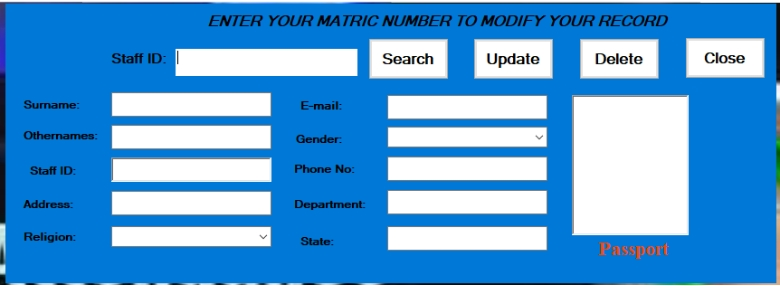 ENTER YOUR MATRIC NUMBER TO MODIFY YOUR RECORD
Staff ID: Search Update Delete Close
Surname: E-mail:
Othernames: Gender:
Staff ID: Phone No:
Address: Department:
Religion: State:
Passport